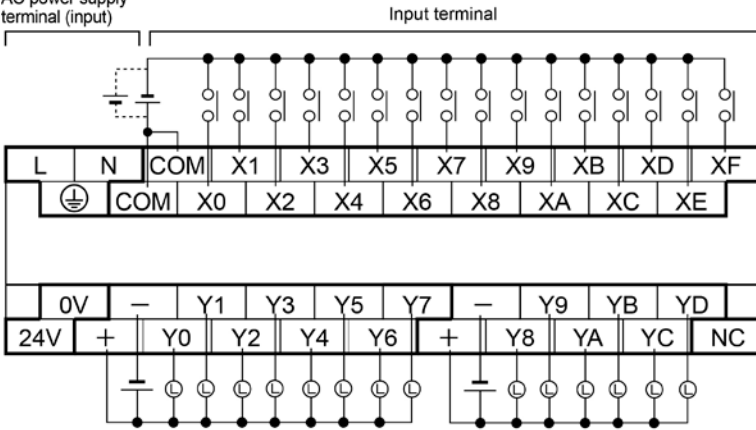 AC power supply
terminal (input)
Input terminal
L N COM X1 X3 X5 X7 X9 XB XD XF
COM X0 X2 X4 X6 X8 XA XC XE
0V − Y1 Y3 Y5 Y7 − Y9 YB YD
24V + Y0 Y2 Y4 Y6 + Y8 YA YC NC
L L L L L L L L L L L L L L